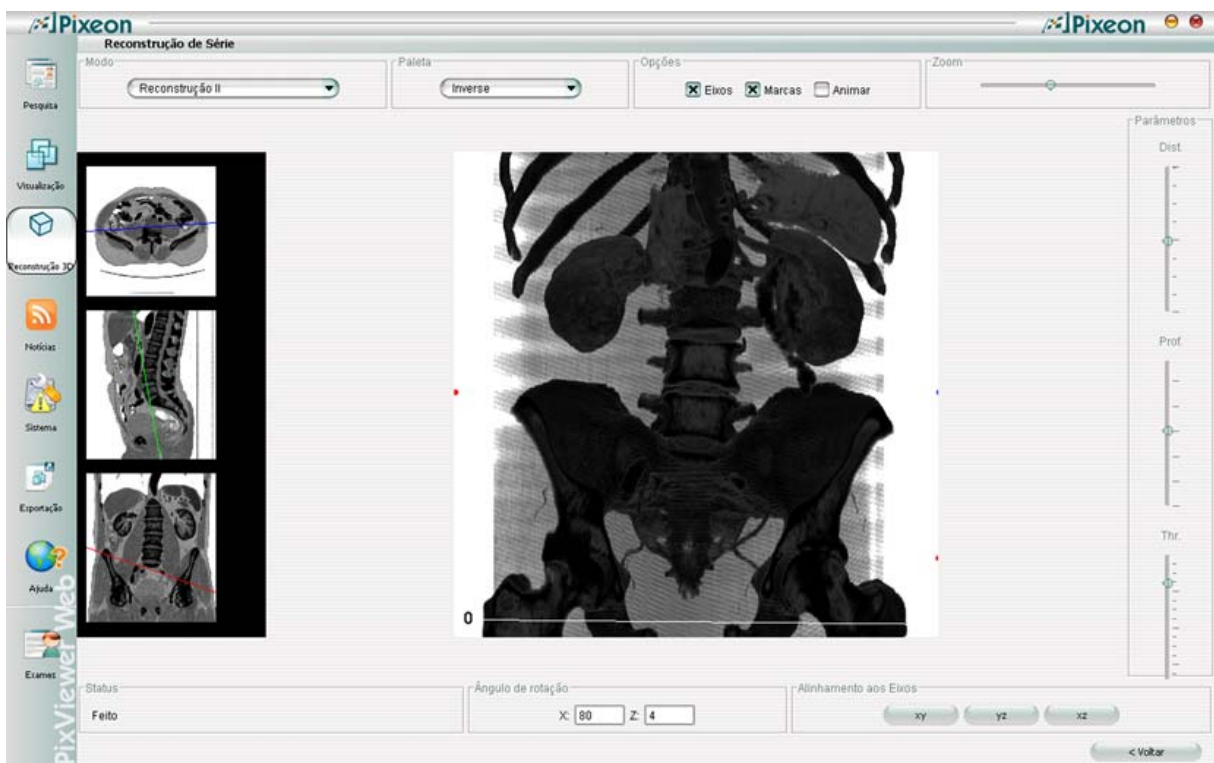 Pixeon
Pixeon
Reconstrução de Série
Modo
Reconstrução II
Paleta
Inverse
Opções
Eixos
Marcas
Animar
Zoom
Pesquisa
Visualização
Reconstrução 3D
Notícias
Sistema
Exportação
Ajuda
Exames
PixViewer Web
Parâmetros
Dist.
Prof.
Thr.
0
Status
Feito
Ângulo de rotação
X: 80
Z: 4
Alinhamento aos Eixos
xy
yz
xz
< Voltar